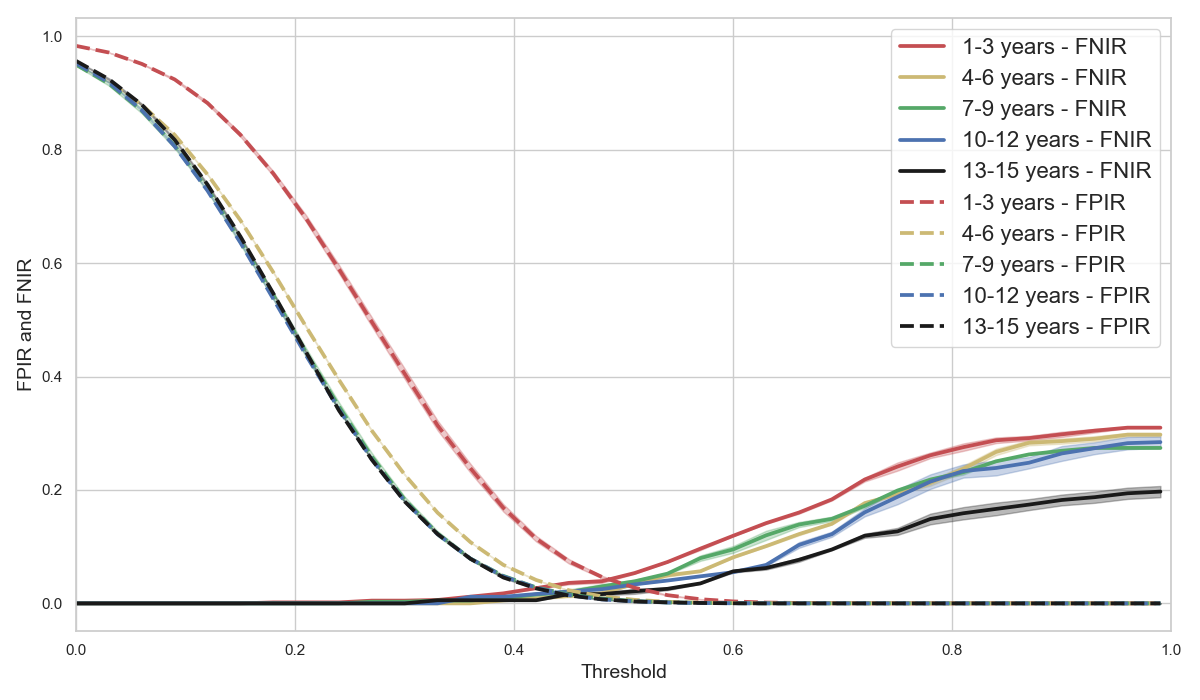 1.0
0.8
0.6
0.4
0.2
0.0
FPIR and FNIR
0.0
0.2
0.4
0.6
0.8
1.0
Threshold
1-3 years - FNIR
4-6 years - FNIR
7-9 years - FNIR
10-12 years - FNIR
13-15 years - FNIR
1-3 years - FPIR
4-6 years - FPIR
7-9 years - FPIR
10-12 years - FPIR
13-15 years - FPIR